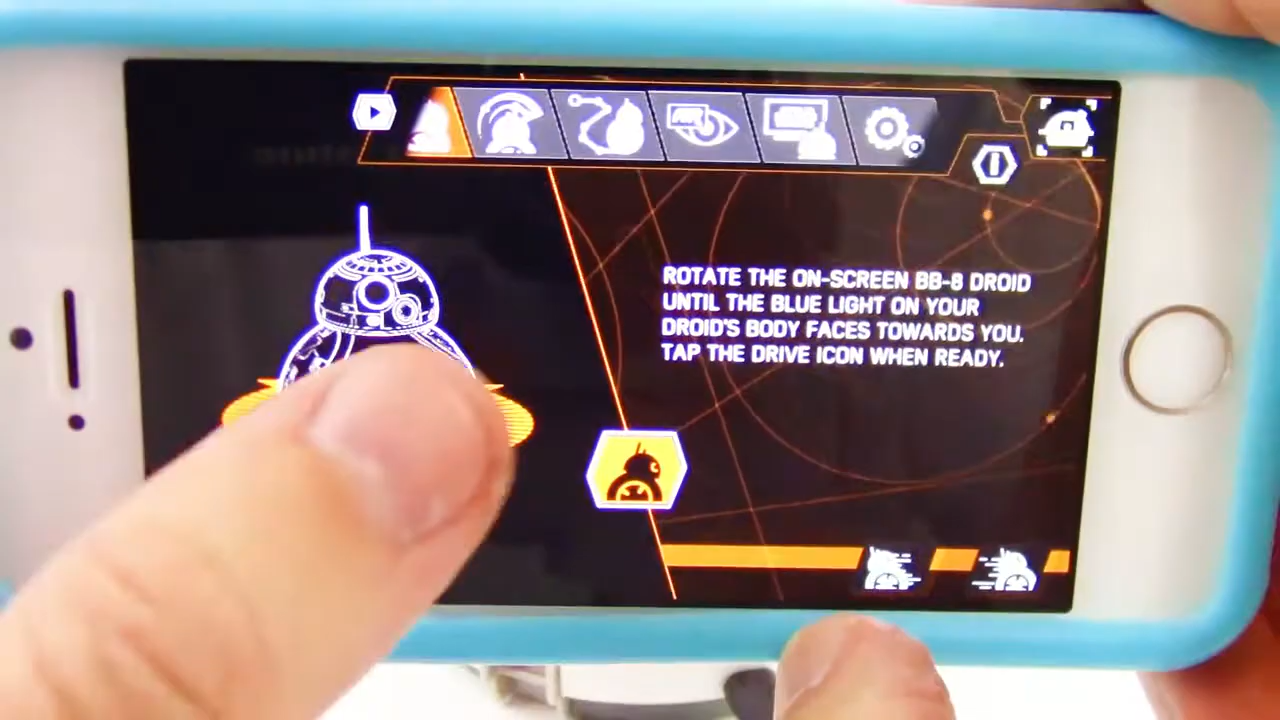 ROTATE THE ON-SCREEN BB-8 DROID
UNTIL THE BLUE LIGHT ON YOUR
DROID'S BODY FACES TOWARDS YOU.
TAP THE DRIVE ICON WHEN READY.